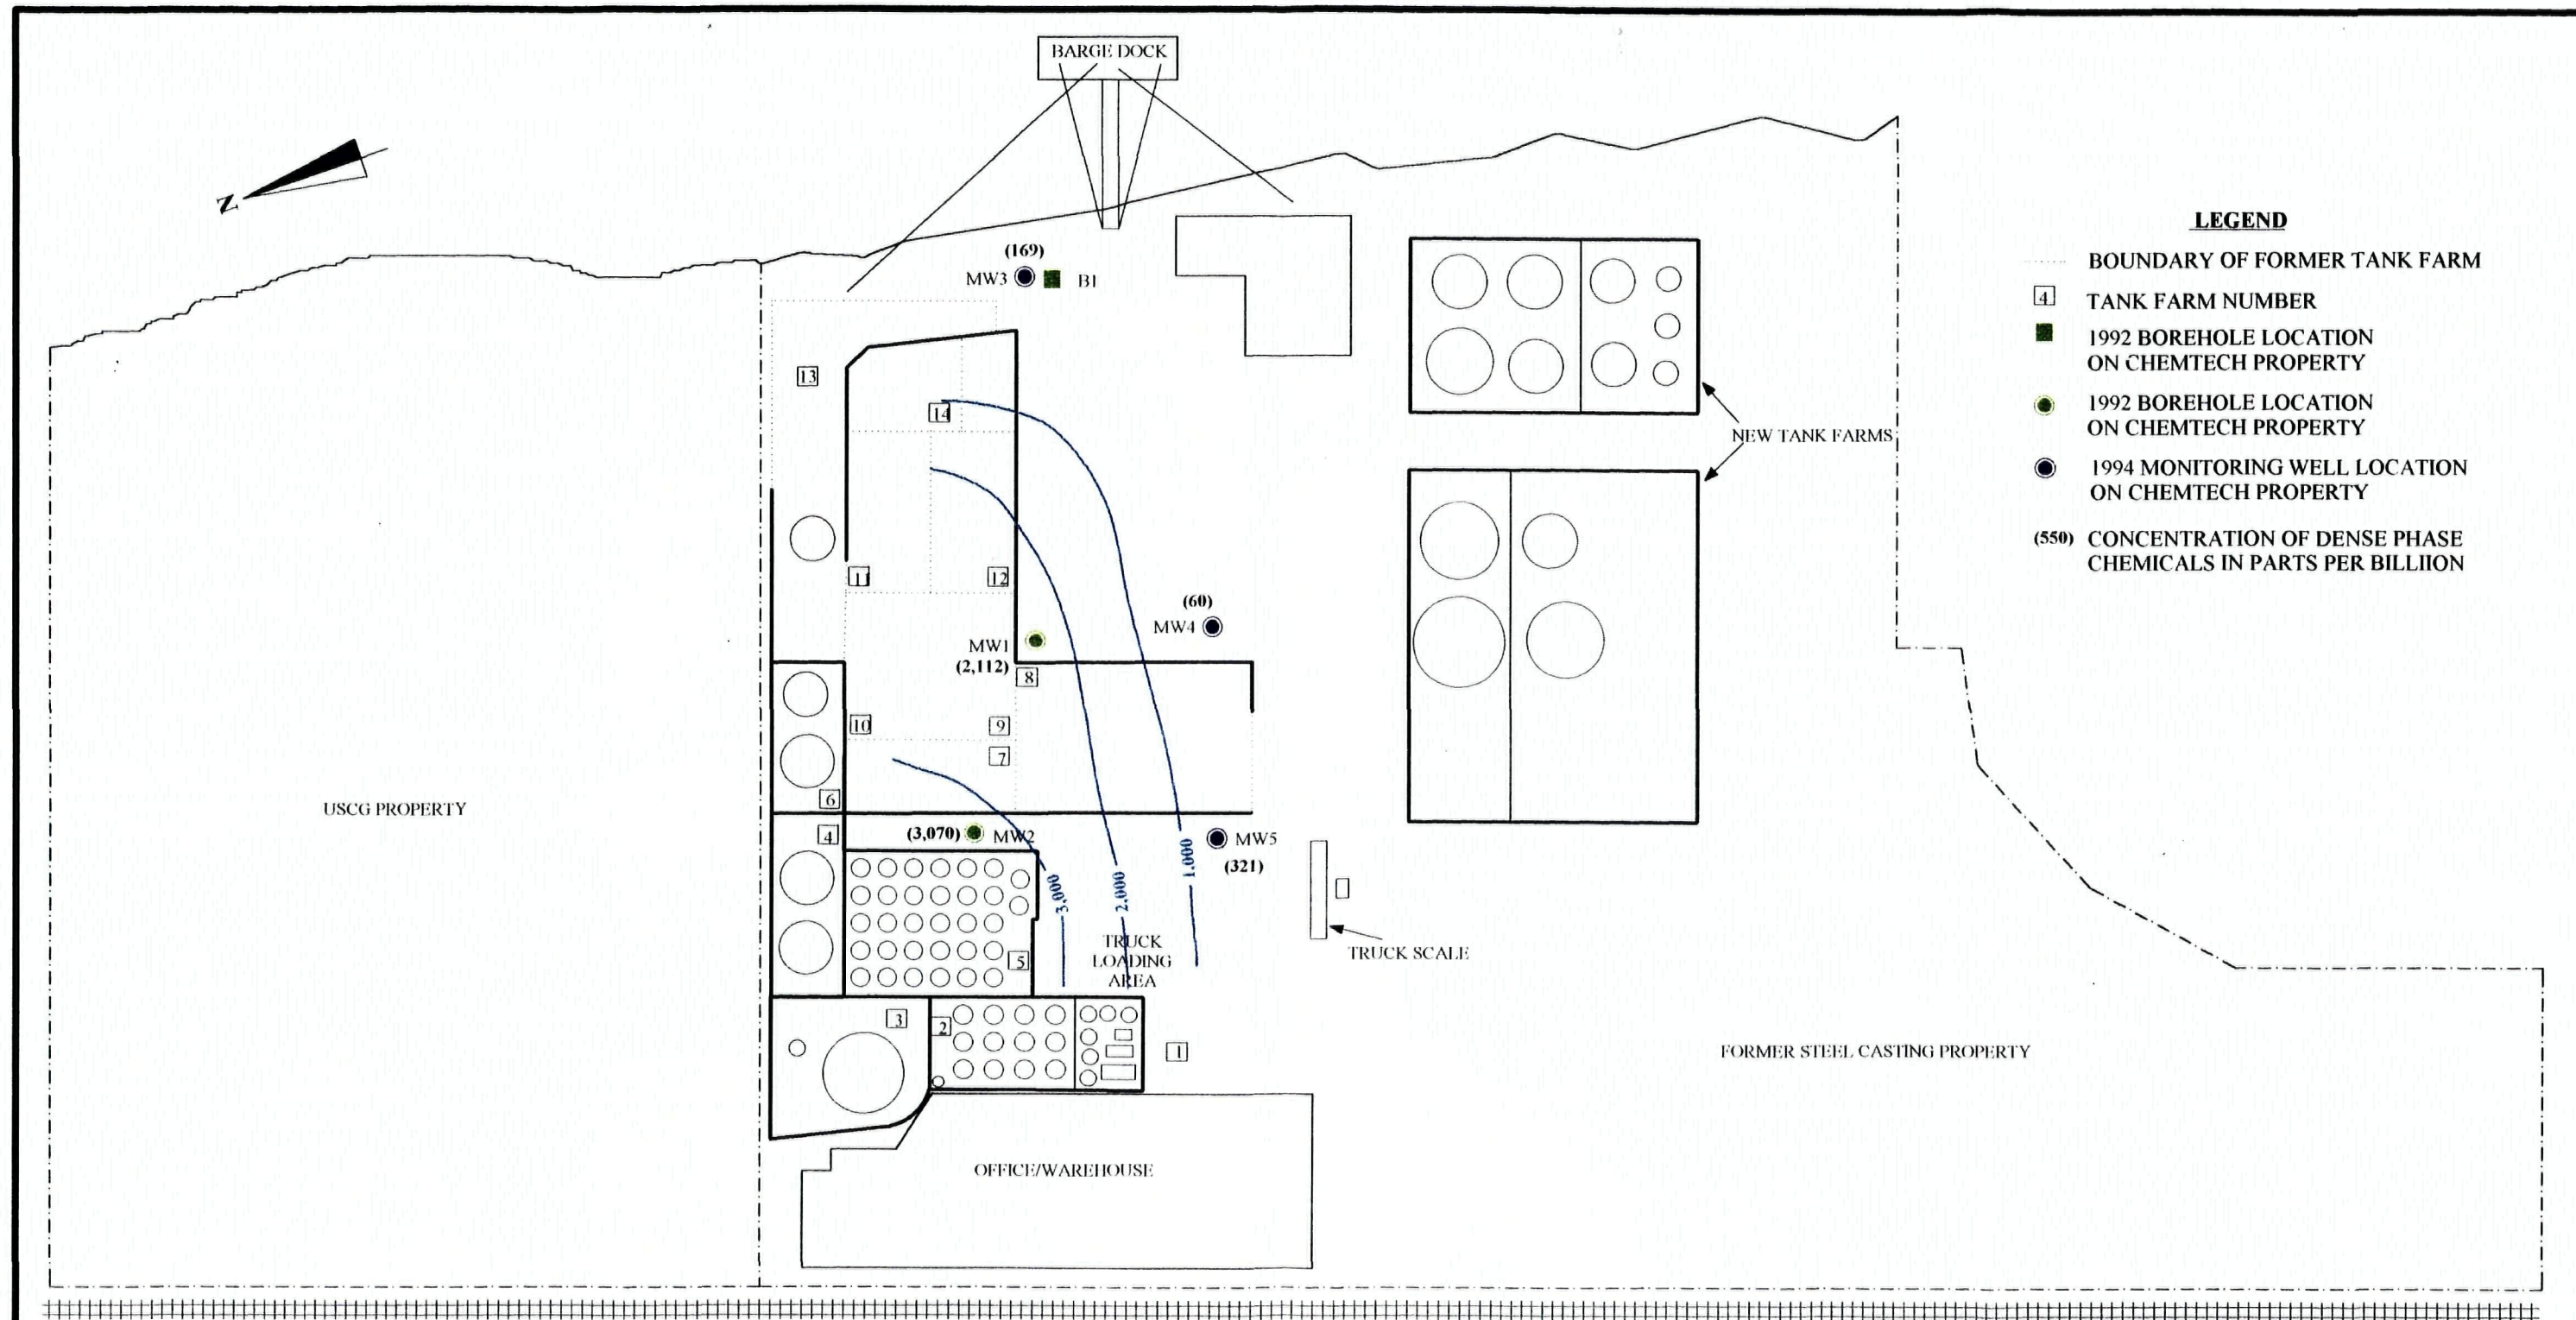 BARGE DOCK
N
(169)
MW3
B1
13
14
11
12
(60)
MW4
MW1
(2,112)
8
10
9
7
6
4
(3,070)
MW2
MW5
(321)
3,000
2,000
1.000
5
TRUCK
LOADING
AREA
3
2
1
TRUCK SCALE
OFFICE/WAREHOUSE
USCG PROPERTY
NEW TANK FARMS
FORMER STEEL CASTING PROPERTY
LEGEND
BOUNDARY OF FORMER TANK FARM
4 TANK FARM NUMBER
1992 BOREHOLE LOCATION
ON CHEMTECH PROPERTY
1992 BOREHOLE LOCATION
ON CHEMTECH PROPERTY
1994 MONITORING WELL LOCATION
ON CHEMTECH PROPERTY
(550) CONCENTRATION OF DENSE PHASE
CHEMICALS IN PARTS PER BILLIION